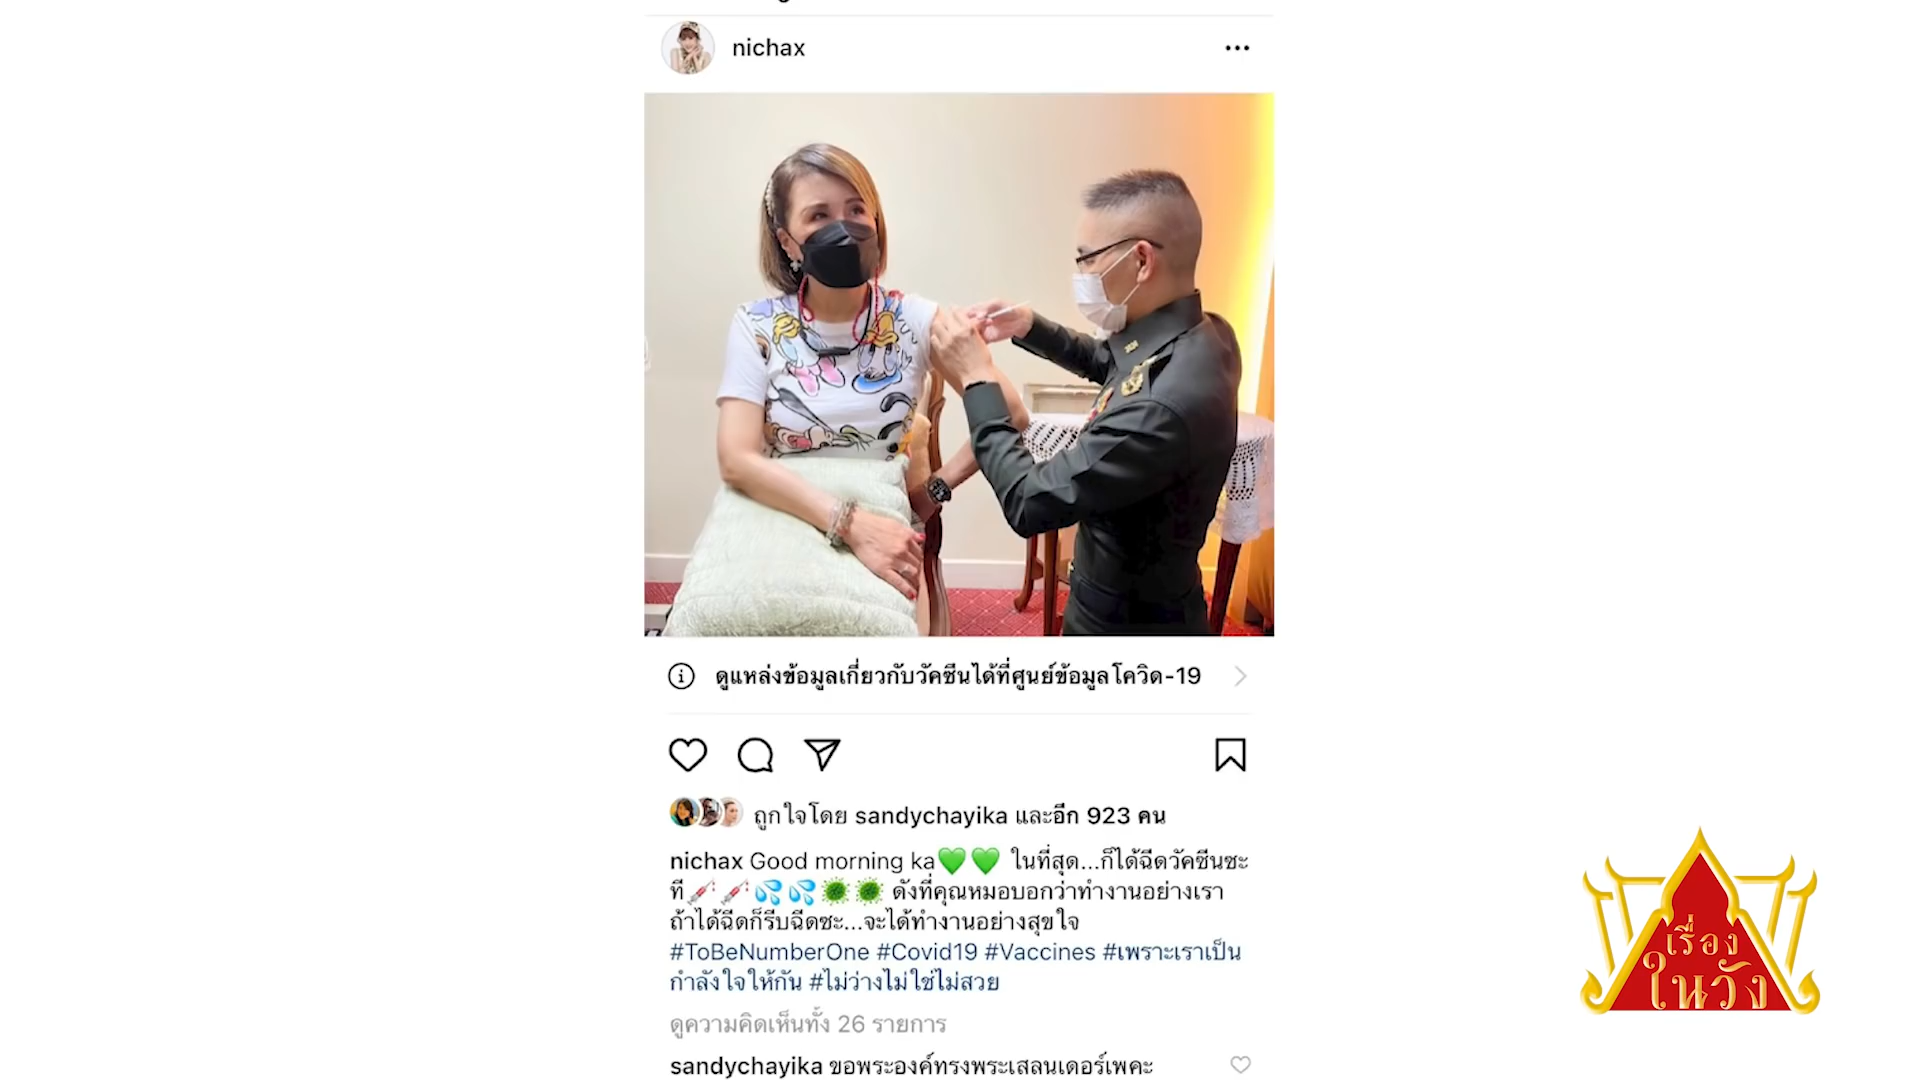 nichax
ดูแหล่งข้อมูลเกี่ยวกับวัคซีนได้ที่ศูนย์ข้อมูลโควิด-19
ถูกใจโดย sandychayika และอีก 923 คน
nichax Good morning ka💚💚 ในที่สุด...ก็ได้ฉีดวัคซีนซะ
ที💉💉💦💦🦠🦠 ดังที่คุณหมอบอกว่าทำงานอย่างเรา
ถ้าได้ฉีดก็รีบฉีดซะ...จะได้ทำงานอย่างสุขใจ
#ToBeNumberOne #Covid19 #Vaccines #เพราะเราเป็น
กำลังใจให้กัน #ไม่ว่างไม่ใช่ไม่สวย
ดูความคิดเห็นทั้ง 26 รายการ
sandychayika ขอพระองค์ทรงพระเสลนเดอร์เพคะ
เรื่อง
ในวัง